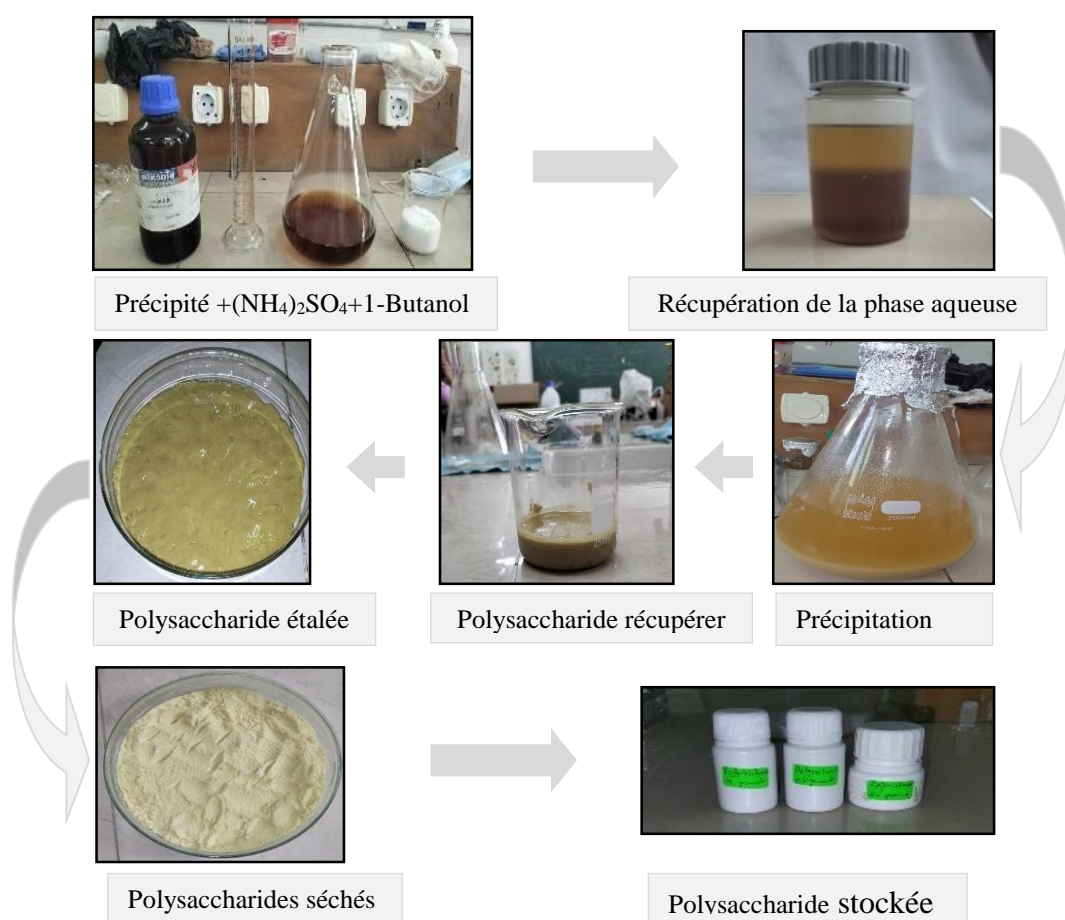 Précipité +(NH₄)₂SO₄+1-Butanol
Récupération de la phase aqueuse
Polysaccharide étalée
Polysaccharide récupérer
Précipitation
2000ml
Polysaccharides séchés
Polysaccharide stockée